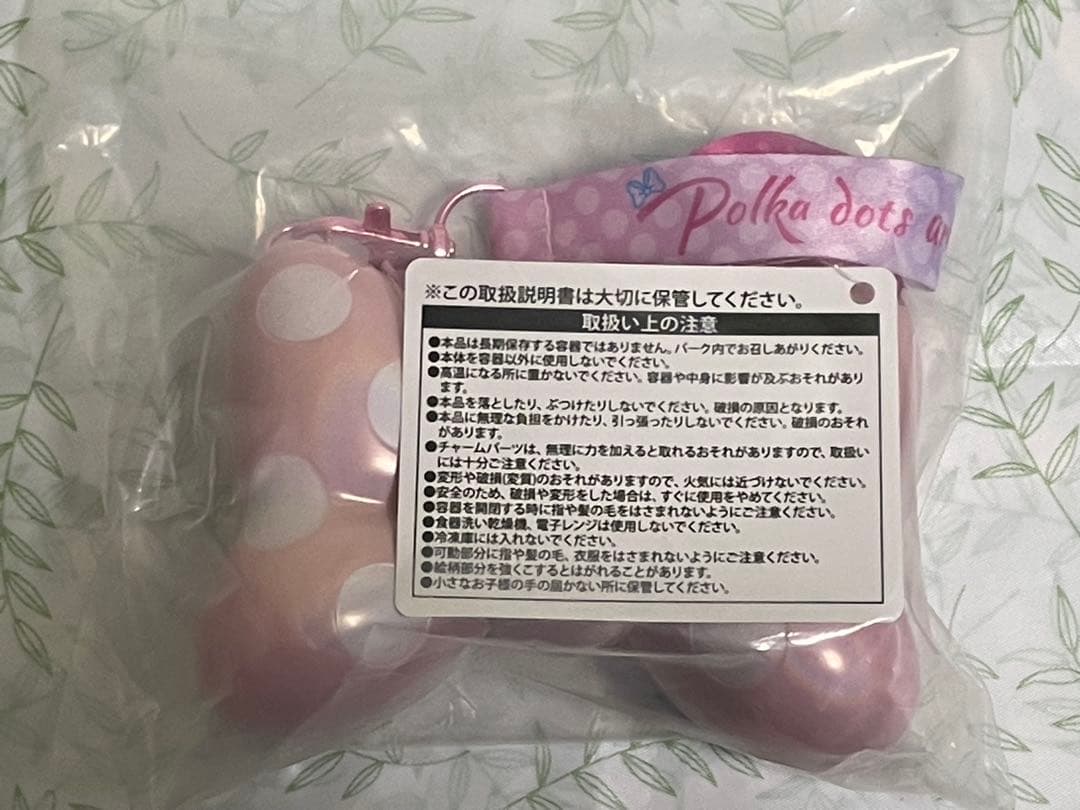 Polka dots ar
※この取扱説明書は大切に保管してください。
取扱い上の注意
●本品は長期保存する容器ではありません。パーク内でお召しあがりください。
●本体を容器以外に使用しないでください。
●高温になる所に置かないでください。容器や中身に影響が及ぶおそれがあり
ます。
●本品を落としたり、ぶつけたりしないでください。破損の原因となります。
●本品に無理な負担をかけたり、引っ張ったりしないでください。破損のおそれ
があります。
●チャームパーツは、無理に力を加えると取れるおそれがありますので、取扱い
には十分ご注意ください。
●変形や破損(変質)のおそれがありますので、火気には近づけないでください。
●安全のため、破損や変形をした場合は、すぐに使用をやめてください。
●容器を開閉する時に指や髪の毛をはさまれないようにご注意ください。
●食器洗い乾燥機、電子レンジは使用しないでください。
●冷凍庫には入れないでください。
●可動部分に指や髪の毛、衣服をはさまれないようにご注意ください。
●絵柄部分を強くこするとはがれることがあります。
●小さなお子様の手の届かない所に保管してください。